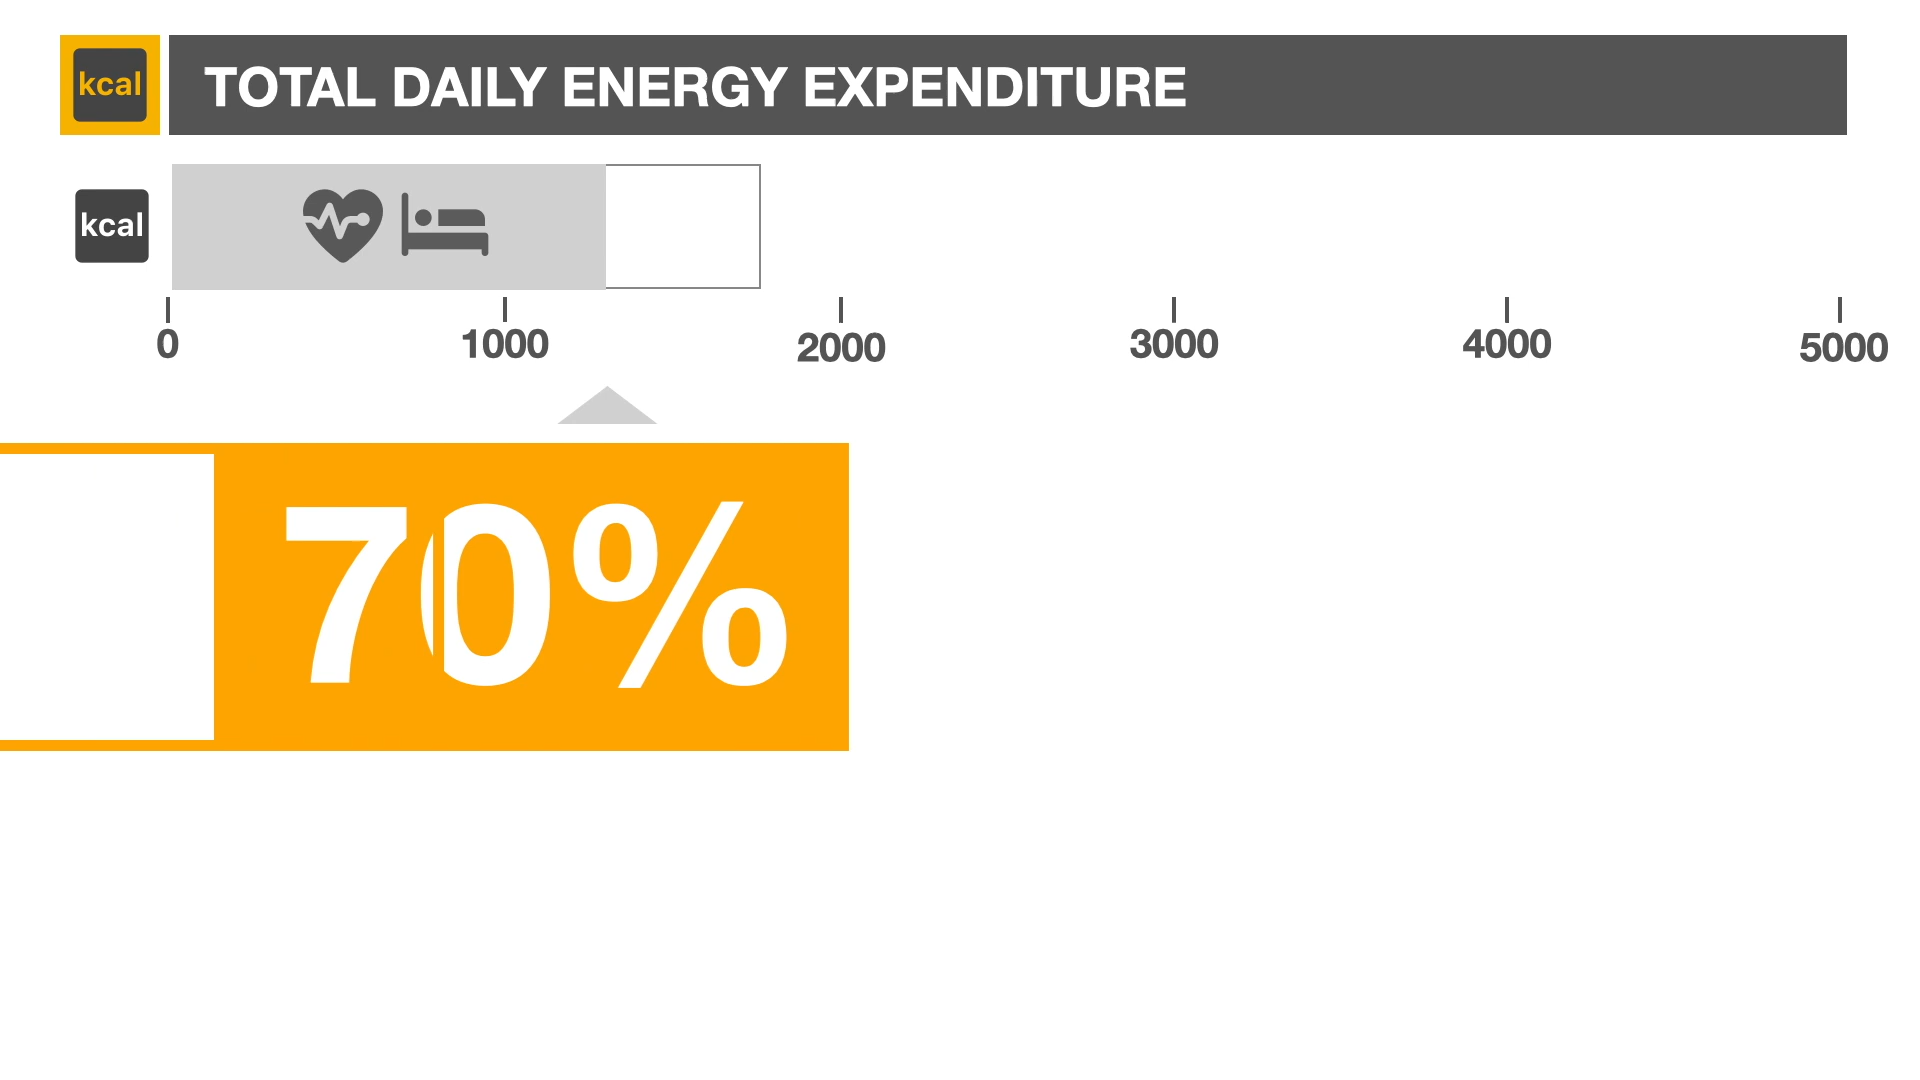 kcal
TOTAL DAILY ENERGY EXPENDITURE
kcal
0 1000 2000 3000 4000 5000
70%